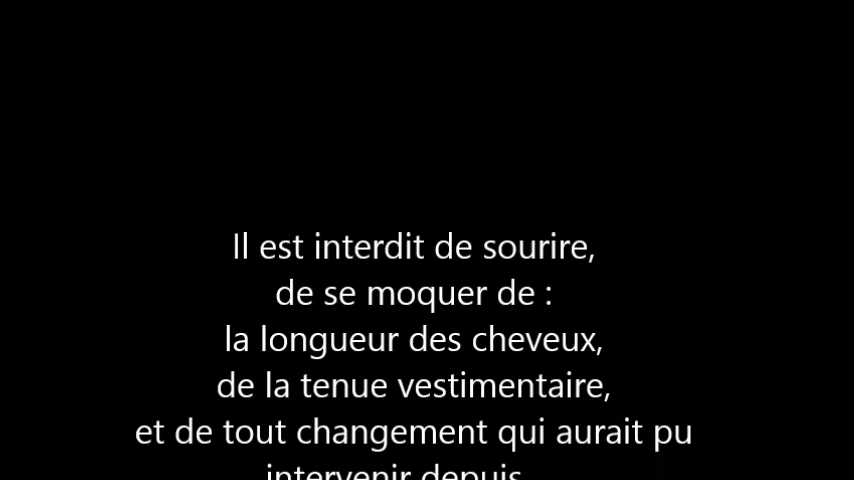 Il est interdit de sourire,
de se moquer de :
la longueur des cheveux,
de la tenue vestimentaire,
et de tout changement qui aurait pu
intervenir depuis